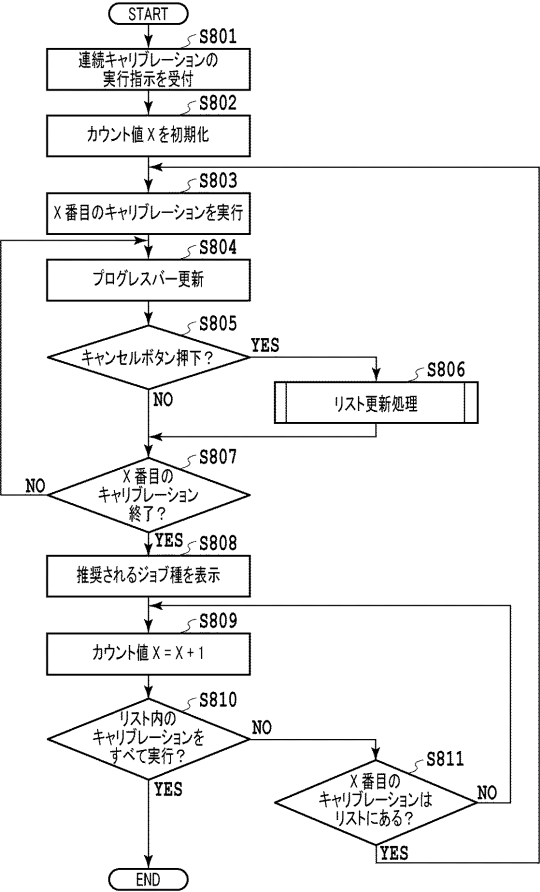 START
S801
連続キャリブレーションの
実行指示を受付
S802
カウント値 X を初期化
S803
X 番目のキャリブレーションを実行
S804
プログレスバー更新
S805
キャンセルボタン押下？
YES
NO
S806
リスト更新処理
S807
X 番目の
キャリブレーション
終了？
NO
YES
S808
推奨されるジョブ種を表示
S809
カウント値 X = X + 1
S810
リスト内の
キャリブレーションを
すべて実行？
NO
YES
S811
X 番目の
キャリブレーションは
リストにある？
NO
YES
END